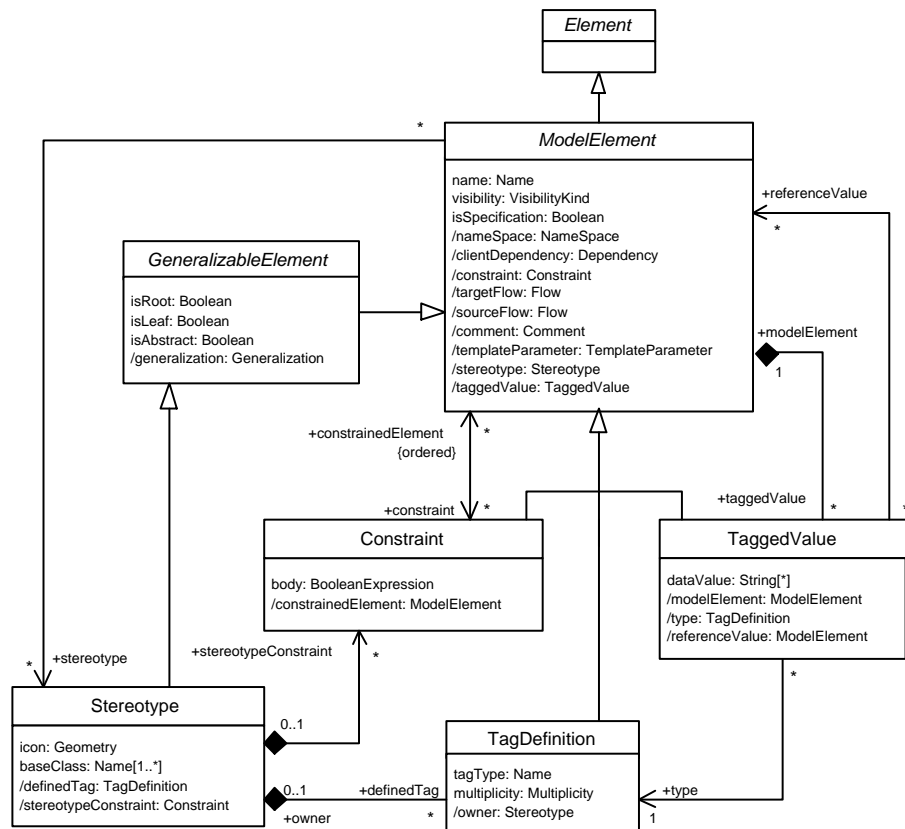 Element
*
ModelElement
name: Name
visibility: VisibilityKind
isSpecification: Boolean
/nameSpace: NameSpace
/clientDependency: Dependency
/constraint: Constraint
/targetFlow: Flow
/sourceFlow: Flow
/comment: Comment
/templateParameter: TemplateParameter
/stereotype: Stereotype
/taggedValue: TaggedValue
+referenceValue
*
GeneralizableElement
isRoot: Boolean
isLeaf: Boolean
isAbstract: Boolean
/generalization: Generalization
+modelElement
1
+constrainedElement
*
{ordered}
+taggedValue
+constraint
*
*
*
Constraint
body: BooleanExpression
/constrainedElement: ModelElement
TaggedValue
dataValue: String[*]
/modelElement: ModelElement
/type: TagDefinition
/referenceValue: ModelElement
+stereotypeConstraint
*
* +stereotype
*
Stereotype
icon: Geometry
baseClass: Name[1..*]
/definedTag: TagDefinition
/stereotypeConstraint: Constraint
0..1
0..1
+definedTag
+owner
*
TagDefinition
tagType: Name
multiplicity: Multiplicity
/owner: Stereotype
+type
1